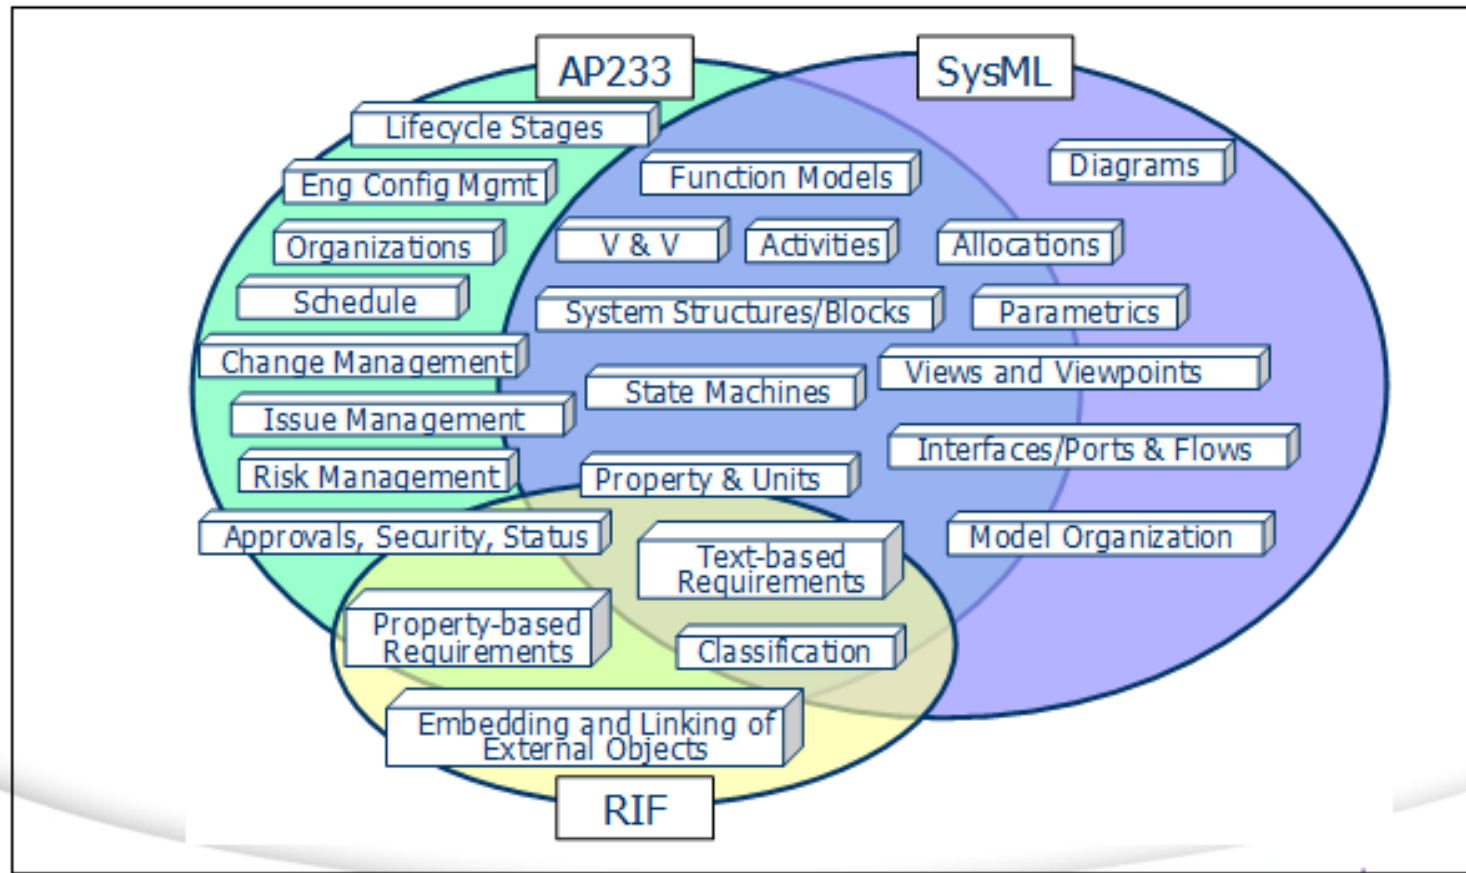 AP233
SysML
Lifecycle Stages
Eng Config Mgmt
Organizations
Schedule
Change Management
Issue Management
Risk Management
Approvals, Security, Status
Function Models
V & V
Activities
System Structures/Blocks
State Machines
Property & Units
Diagrams
Allocations
Parametrics
Views and Viewpoints
Interfaces/Ports & Flows
Model Organization
Text-based
Requirements
Property-based
Requirements
Classification
Embedding and Linking of
External Objects
RIF